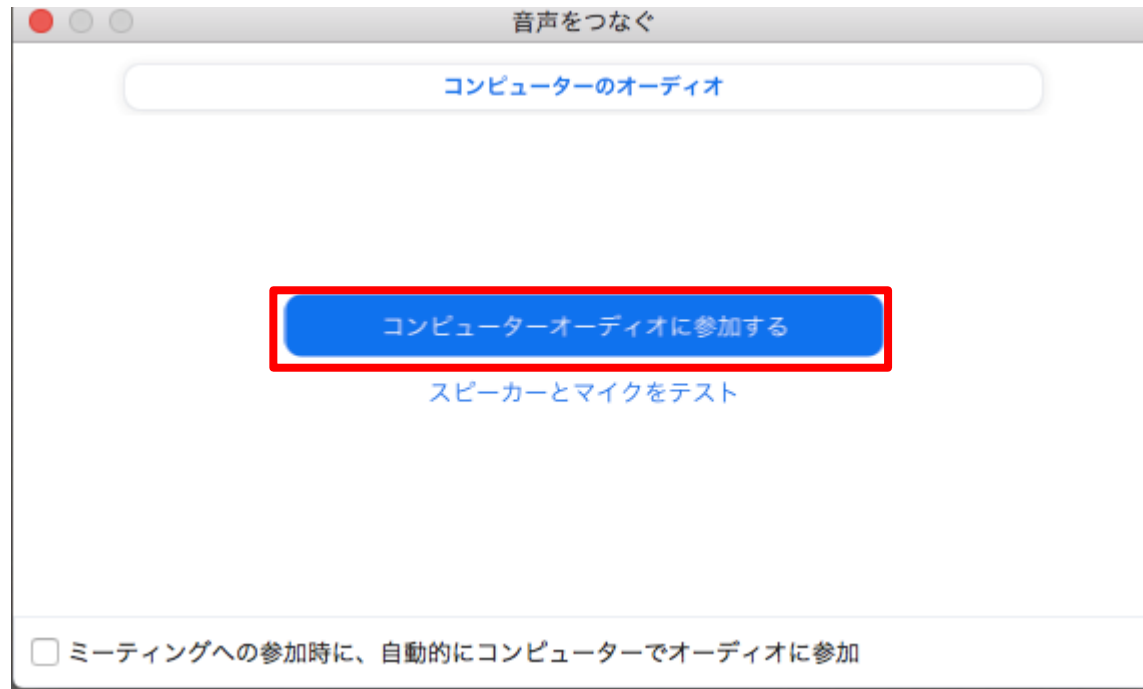 音声をつなぐ
コンピューターのオーディオ
コンピューターオーディオに参加する
スピーカーとマイクをテスト
ミーティングへの参加時に、自動的にコンピューターでオーディオに参加